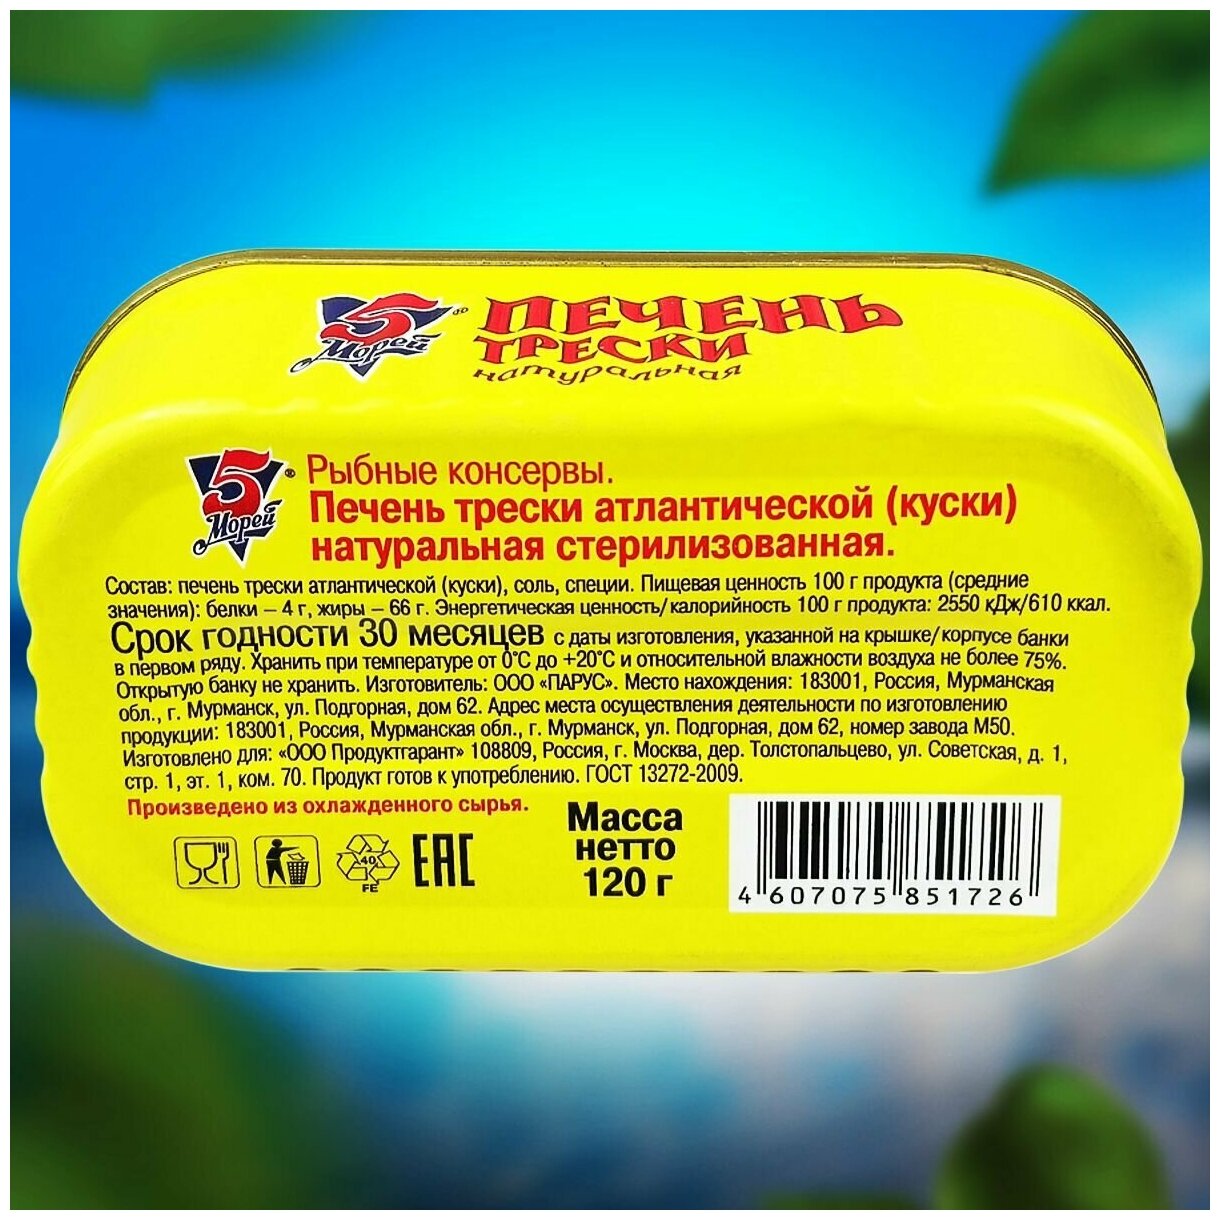 5 Морей ®
ПЕЧЕНЬ
ТРЕСКИ
натуральная
5 Морей ®
Рыбные консервы.
Печень трески атлантической (куски)
натуральная стерилизованная.
Состав: печень трески атлантической (куски), соль, специи. Пищевая ценность 100 г продукта (средние
значения): белки – 4 г, жиры – 66 г. Энергетическая ценность/калорийность 100 г продукта: 2550 кДж/610 ккал.
Срок годности 30 месяцев с даты изготовления, указанной на крышке/корпусе банки
в первом ряду. Хранить при температуре от 0°С до +20°С и относительной влажности воздуха не более 75%.
Открытую банку не хранить. Изготовитель: ООО «ПАРУС». Место нахождения: 183001, Россия, Мурманская
обл., г. Мурманск, ул. Подгорная, дом 62. Адрес места осуществления деятельности по изготовлению
продукции: 183001, Россия, Мурманская обл., г. Мурманск, ул. Подгорная, дом 62, номер завода М50.
Изготовлено для: «ООО Продуктгарант» 108809, Россия, г. Москва, дер. Толстопальцево, ул. Советская, д. 1,
стр. 1, эт. 1, ком. 70. Продукт готов к употреблению. ГОСТ 13272-2009.
Произведено из охлажденного сырья.
40
FE
EAC
Масса
нетто
120 г
4 607075 851726